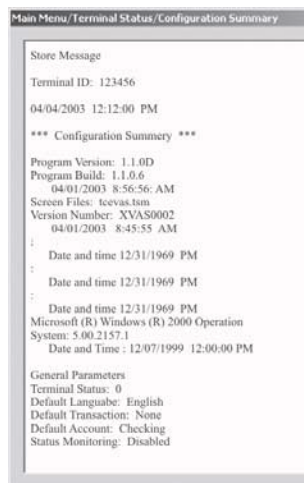 Main Menu/Terminal Status/Configuration Summary
Store Message
Terminal ID: 123456
04/04/2003 12:12:00 PM
*** Configuration Summery ***
Program Version: 1.1.0D
Program Build: 1.1.0.6
04/01/2003 8:56:56: AM
Screen Files: tcevas.tsm
Version Number: XVAS0002
04/01/2003 8:45:55 AM
;
Date and time 12/31/1969 PM
:
Date and time 12/31/1969 PM
:
Date and time 12/31/1969 PM
Microsoft (R) Windows (R) 2000 Operation
System: 5.00.2157.1
Date and Time : 12/07/1999 12:00:00 PM
General Parameters
Terminal Status: 0
Default Languabe: English
Default Transaction: None
Default Account: Checking
Status Monitoring: Disabled